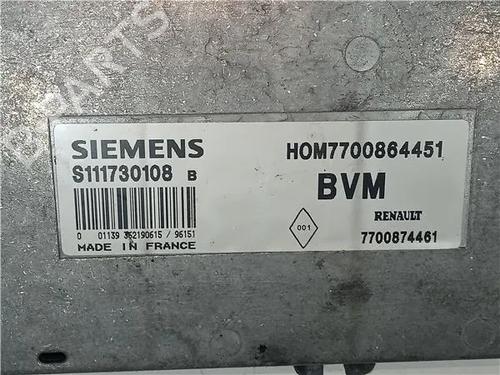 SIEMENS
S111730108 B
0 01139 352190615 / 96151
MADE IN FRANCE
HOM7700864451
BVM
RENAULT
001
7700874461